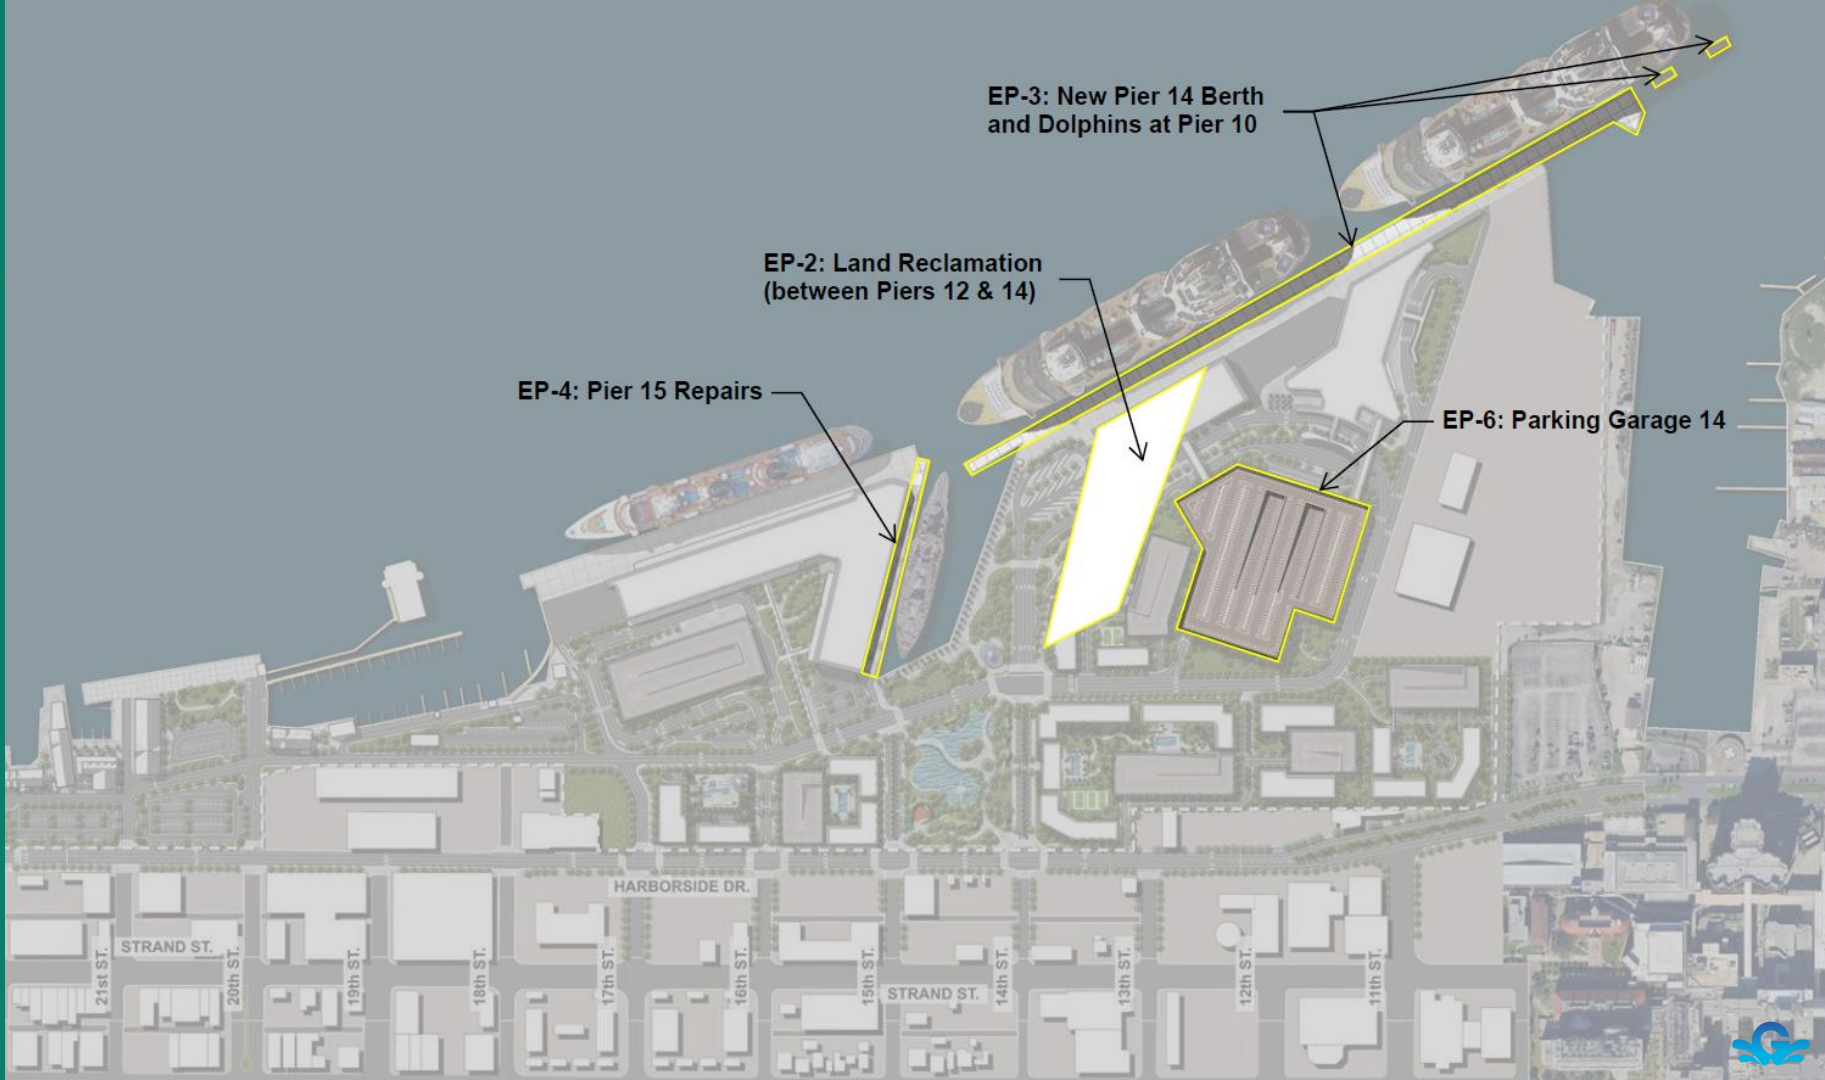 EP-3: New Pier 14 Berth
and Dolphins at Pier 10
EP-2: Land Reclamation
(between Piers 12 & 14)
EP-4: Pier 15 Repairs
EP-6: Parking Garage 14
HARBORSIDE DR.
STRAND ST.
21st ST.
20th ST.
19th ST.
18th ST.
17th ST.
16th ST.
15th ST.
STRAND ST.
14th ST.
13th ST.
12th ST.
11th ST.